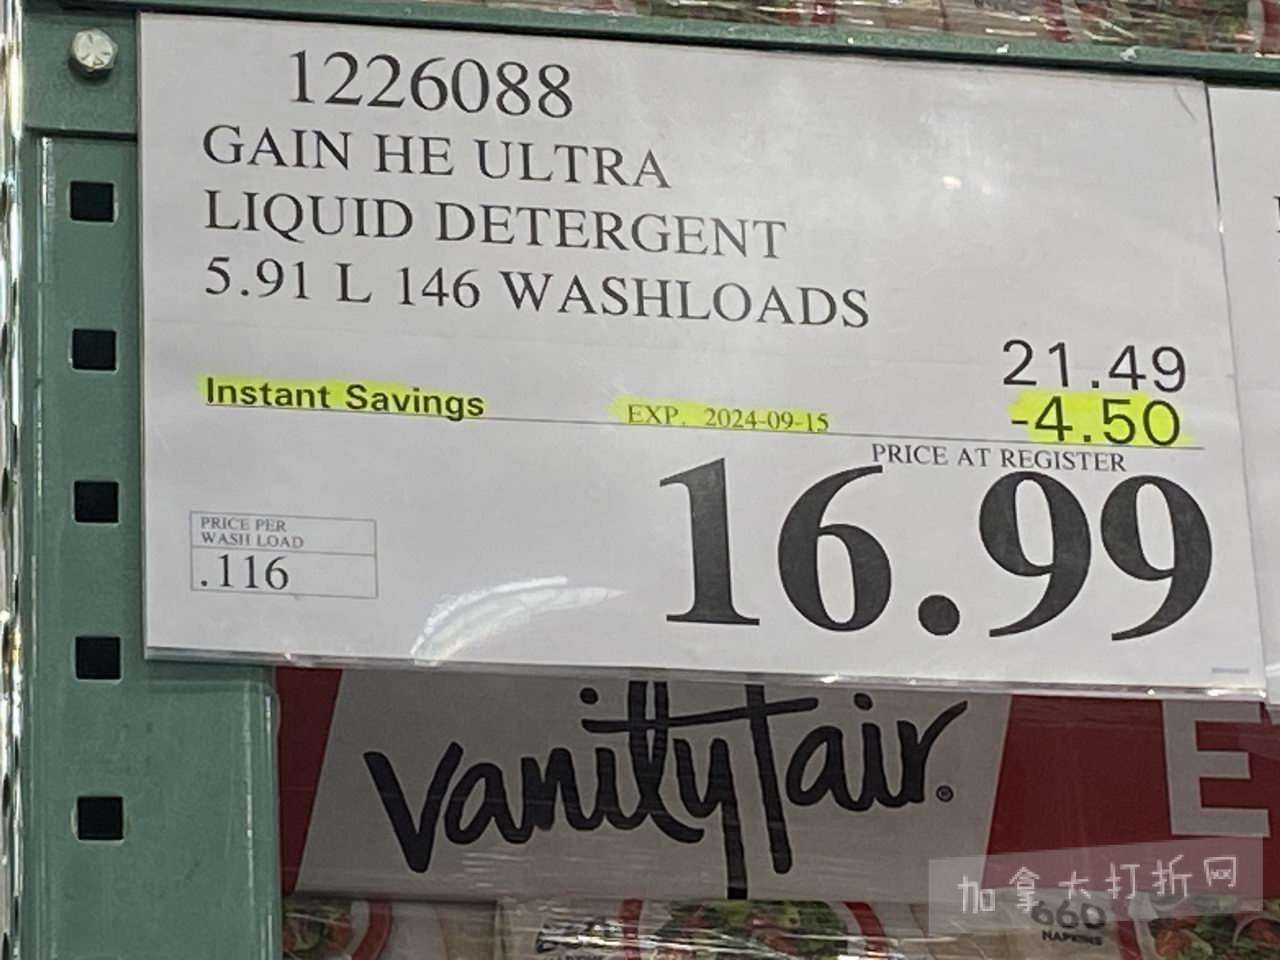 1226088
GAIN HE ULTRA
LIQUID DETERGENT
5.91 L 146 WASHLOADS
21.49
Instant Savings EXP. 2024-09-15 -4.50
PRICE AT REGISTER
16.99
PRICE PER
WASH LOAD
.116
vanity fair®
E
加拿大打折网
660
NAPKINS